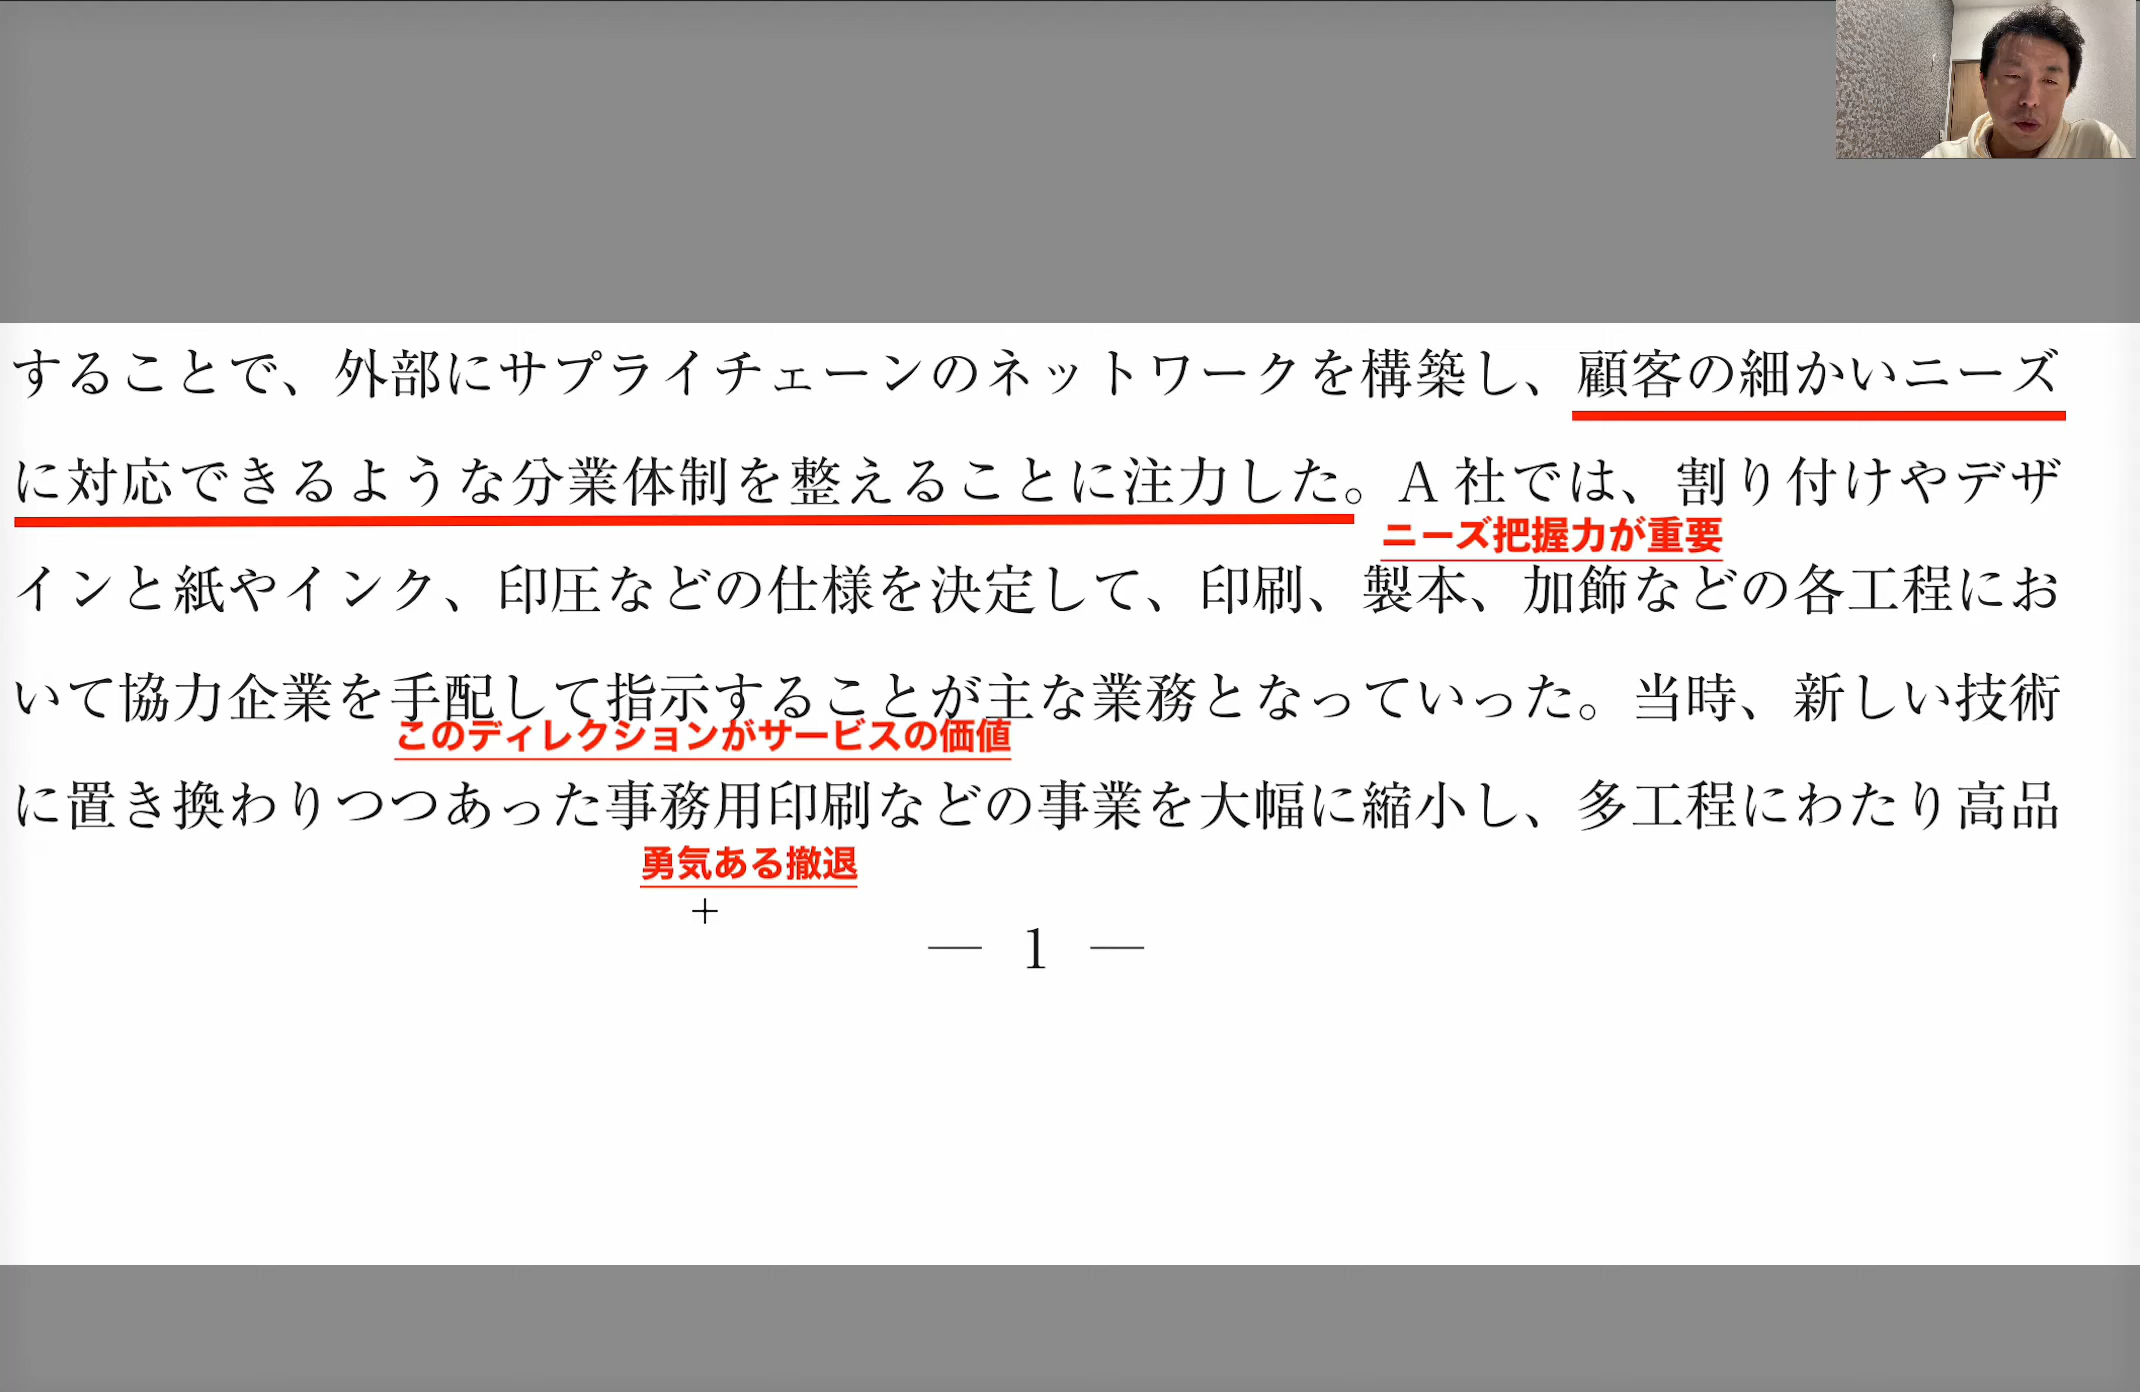 することで、外部にサプライチェーンのネットワークを構築し、顧客の細かいニーズ
に対応できるような分業体制を整えることに注力した。A 社では、割り付けやデザ
ニーズ把握力が重要
インと紙やインク、印圧などの仕様を決定して、印刷、製本、加飾などの各工程にお
いて協力企業を手配して指示することが主な業務となっていった。当時、新しい技術
このディレクションがサービスの価値
に置き換わりつつあった事務用印刷などの事業を大幅に縮小し、多工程にわたり高品
勇気ある撤退
— 1 —